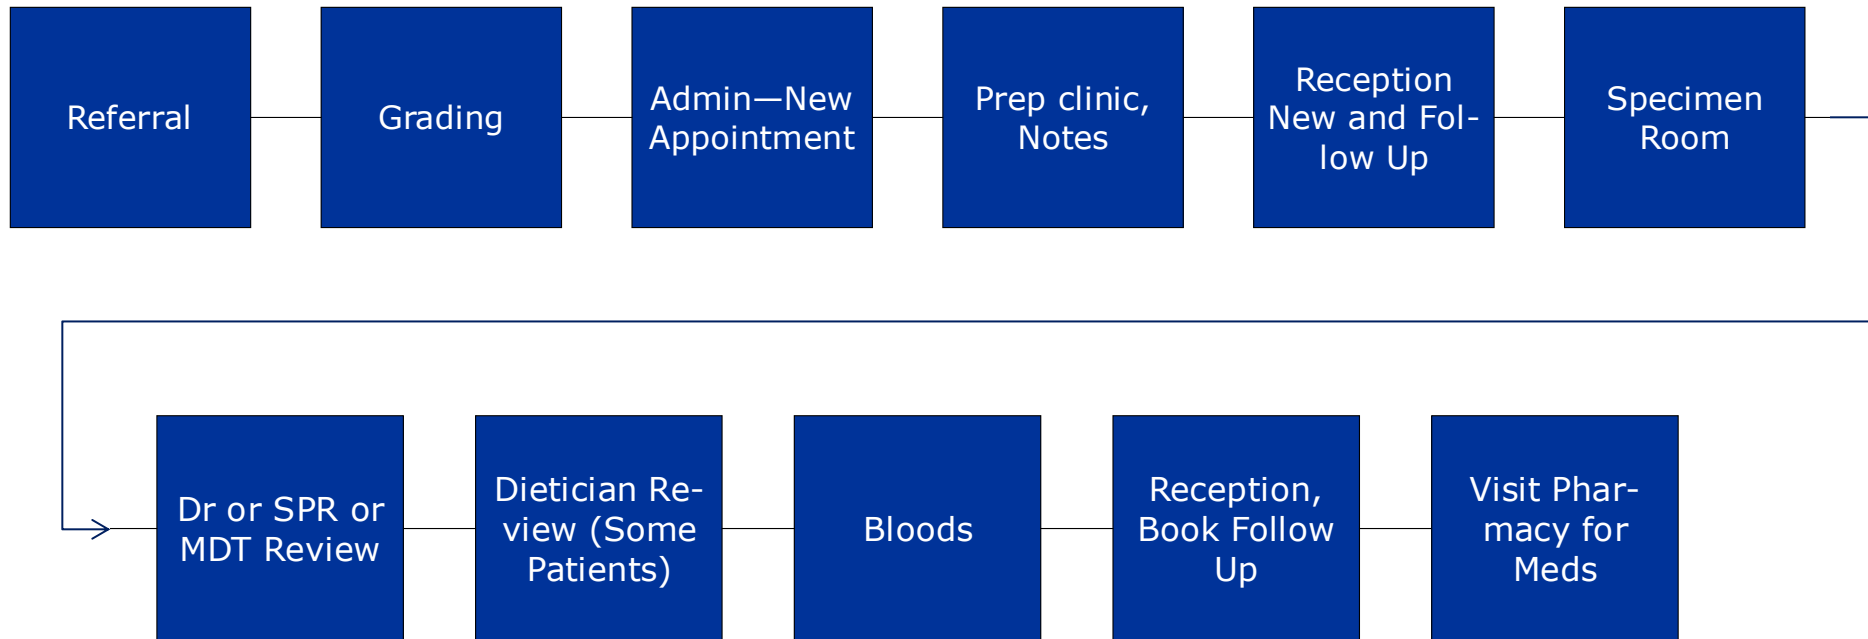 Referral
Grading
Admin—New
Appointment
Prep clinic,
Notes
Reception
New and Fol-
low Up
Specimen
Room
Dr or SPR or
MDT Review
Dietician Re-
view (Some
Patients)
Bloods
Reception,
Book Follow
Up
Visit Phar-
macy for
Meds